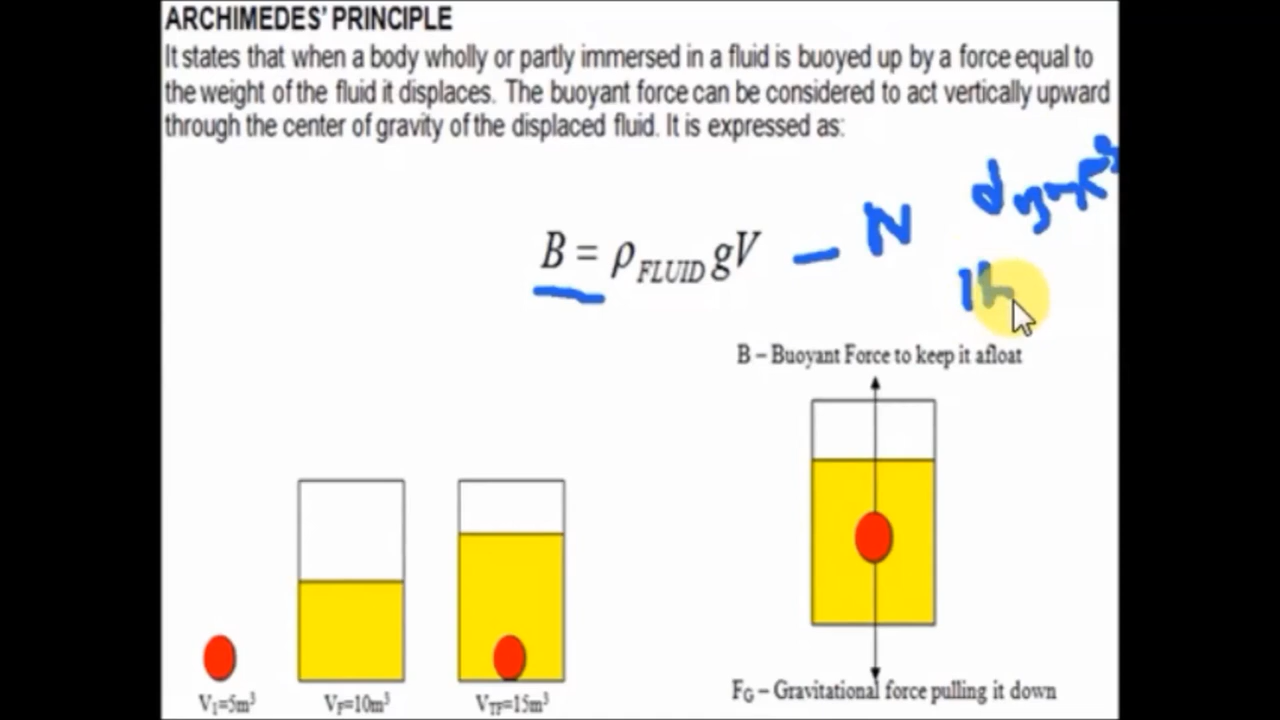 ARCHIMEDES' PRINCIPLE
It states that when a body wholly or partly immersed in a fluid is buoyed up by a force equal to
the weight of the fluid it displaces. The buoyant force can be considered to act vertically upward
through the center of gravity of the displaced fluid. It is expressed as:
B = ρFLUID gV – N
B – Buoyant Force to keep it afloat
FG – Gravitational force pulling it down
V1=5m³ VF=10m³ VTF=15m³